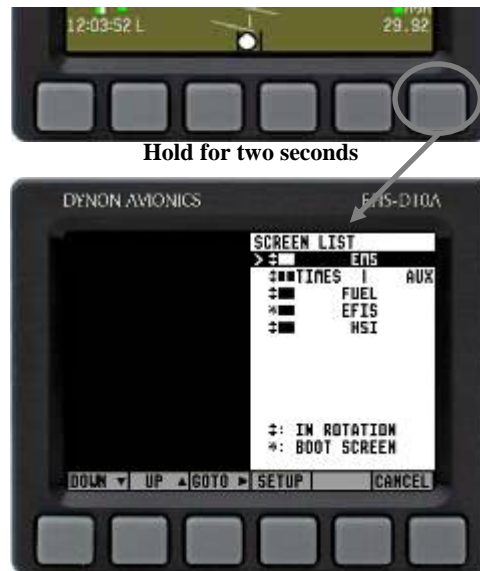 12:03:52 L
29.92
Hold for two seconds
DYNON AVIONICS
EMS-D10A
SCREEN LIST
> ↕ EMS
↕ TIMES | AUX
↕ FUEL
* EFIS
↕ HSI
↕: IN ROTATION
*: BOOT SCREEN
DOWN ▼ UP ▲ GOTO ► SETUP CANCEL